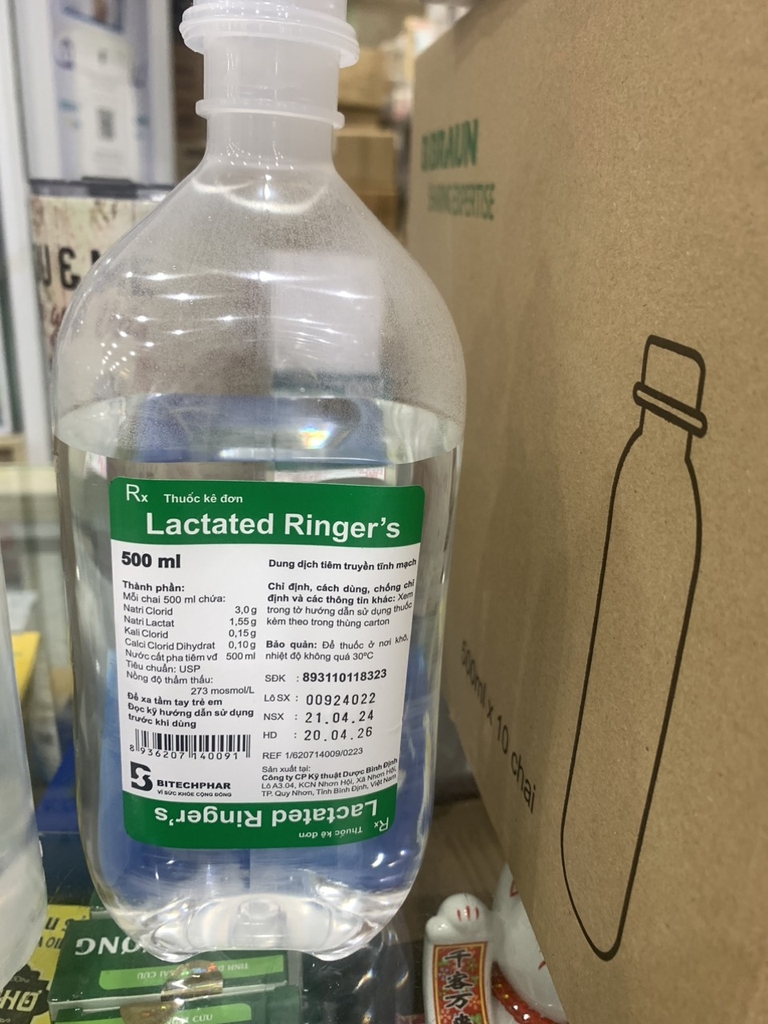 B|BRAUN
SHARING EXPERTISE
U &
Rx Thuốc kê đơn
Lactated Ringer's
500 ml
Dung dịch tiêm truyền tĩnh mạch
Thành phần:
Mỗi chai 500 ml chứa:
Natri Clorid 3,0 g
Natri Lactat 1,55 g
Kali Clorid 0,15 g
Calci Clorid Dihydrat 0,10 g
Nước cất pha tiêm vđ 500 ml
Tiêu chuẩn: USP
Nồng độ thẩm thấu:
273 mosmol/L
Để xa tầm tay trẻ em
Đọc kỹ hướng dẫn sử dụng
trước khi dùng
8 936207 140091
BITECHPHAR
VÌ SỨC KHỎE CỘNG ĐỒNG
Chỉ định, cách dùng, chống chỉ
định và các thông tin khác: Xem
trong tờ hướng dẫn sử dụng thuốc
kèm theo trong thùng carton
Bảo quản: Để thuốc ở nơi khô,
nhiệt độ không quá 30°C
SĐK : 893110118323
Lô SX : 00924022
NSX : 21.04.24
HD : 20.04.26
REF 1/620714009/0223
Sản xuất tại:
Công ty CP Kỹ thuật Dược Bình Định
Lô A3.04, KCN Nhơn Hội, Xã Nhơn Hội,
TP. Quy Nhơn, Tỉnh Bình Định, Việt Nam
Rx Thuốc kê đơn
Lactated Ringer's
500ml x 10 chai
千客万来